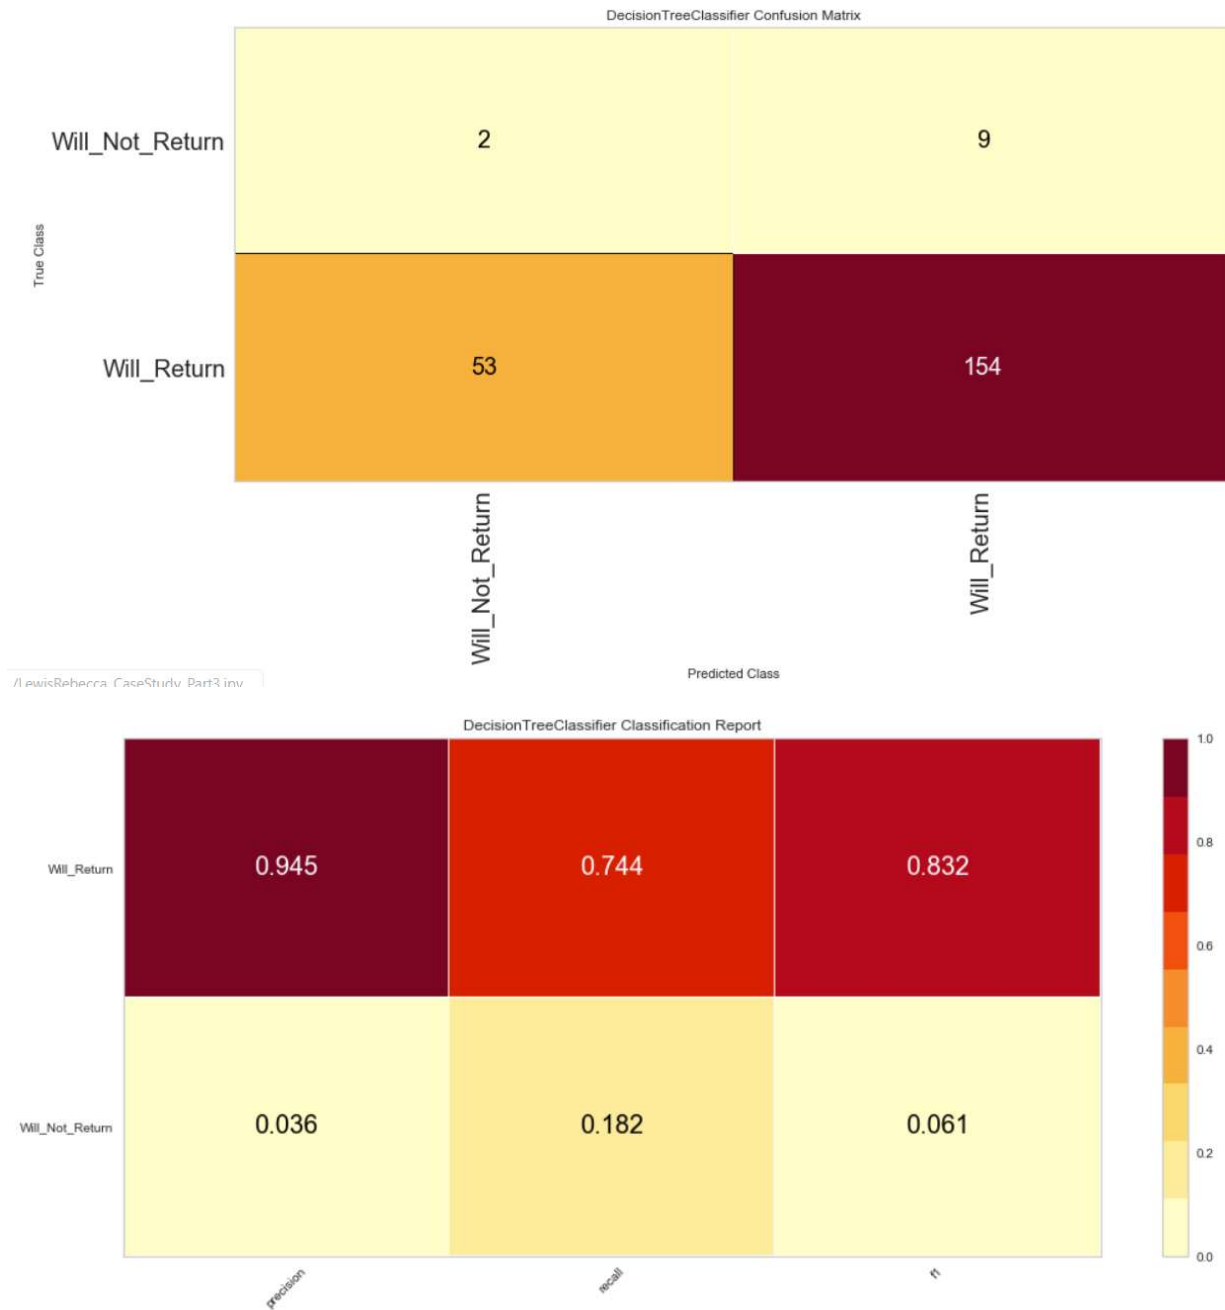 DecisionTreeClassifier Confusion Matrix
Will_Not_Return
2
9
True Class
Will_Return
53
154
Will_Not_Return
Will_Return
Predicted Class
/LewisRebecca_CaseStudy_Part3.ipy
DecisionTreeClassifier Classification Report
1.0
Will_Return
0.945
0.744
0.832
0.8
0.6
0.4
Will_Not_Return
0.036
0.182
0.061
0.2
0.0
precision
recall
f1